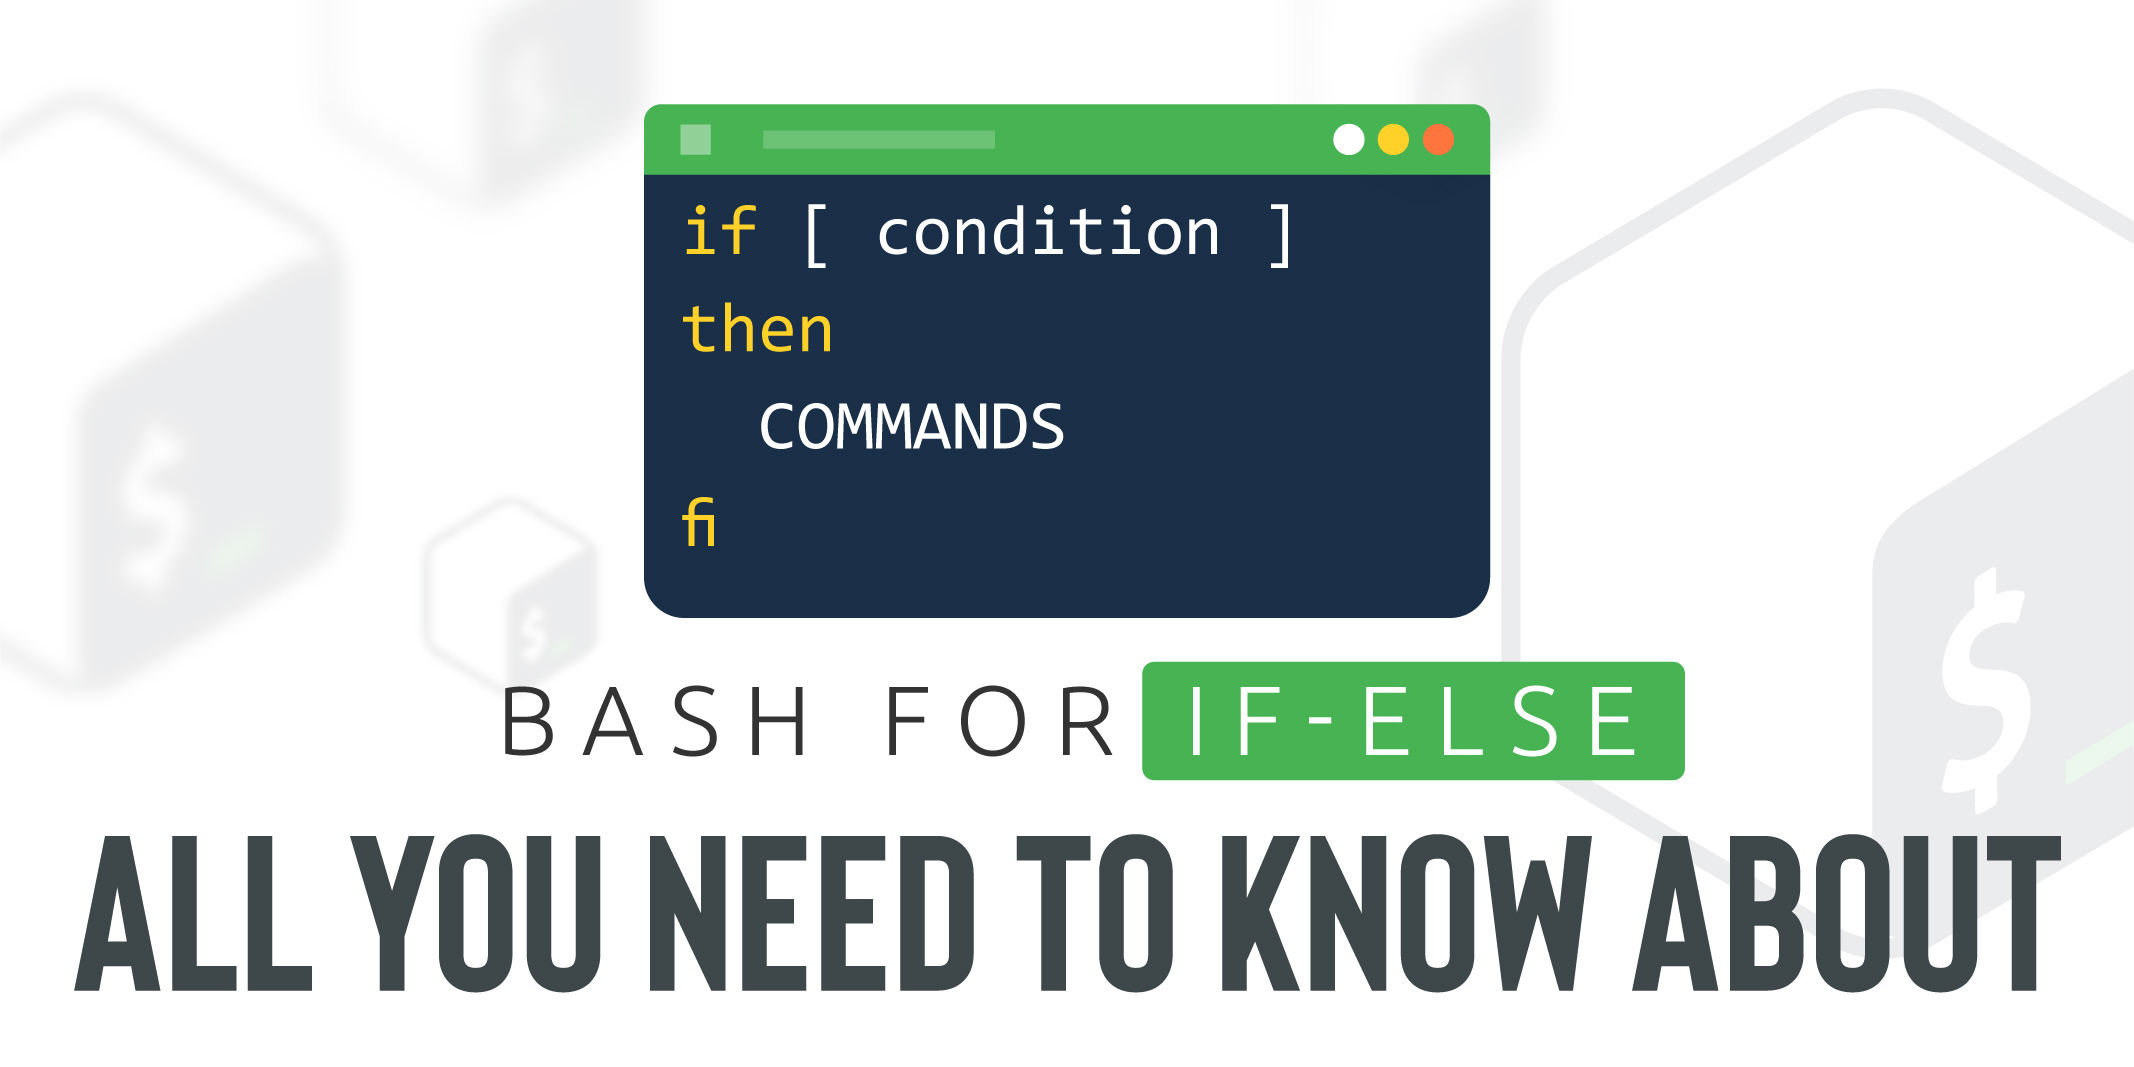 if [ condition ]
then
COMMANDS
fi
BASH FOR IF-ELSE
ALL YOU NEED TO KNOW ABOUT
$
$
$